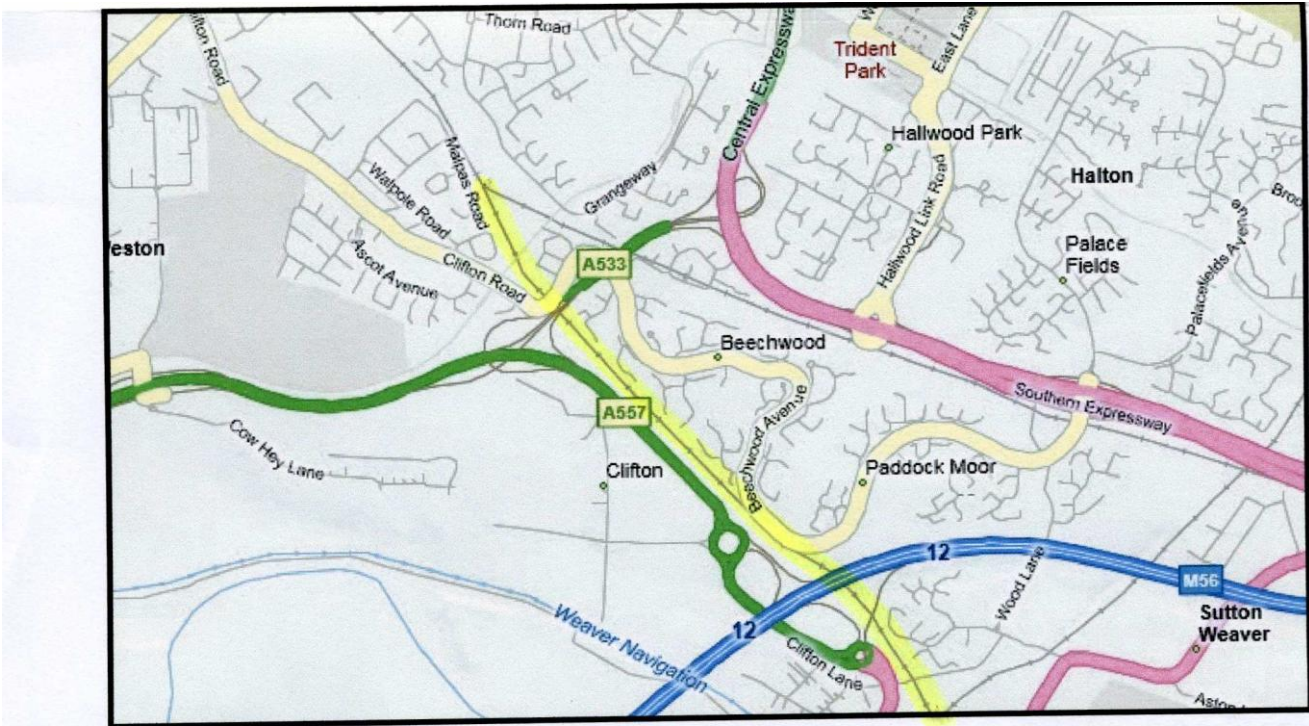 Clifton Road
Thorn Road
Central Expressway
Trident
Park
East Lane
Hallwood Park
Malpas Road
Grangeway
Walpole Road
Hallwood Link Road
Halton
Ascot Avenue
Clifton Road
A533
Palace
Fields
Palacefields Avenue
Beechwood
A557
Beechwood Avenue
Southern Expressway
Cow Hey Lane
Clifton
Paddock Moor
12
M56
Wood Lane
Sutton
Weaver
Weaver Navigation
12
Clifton Lane